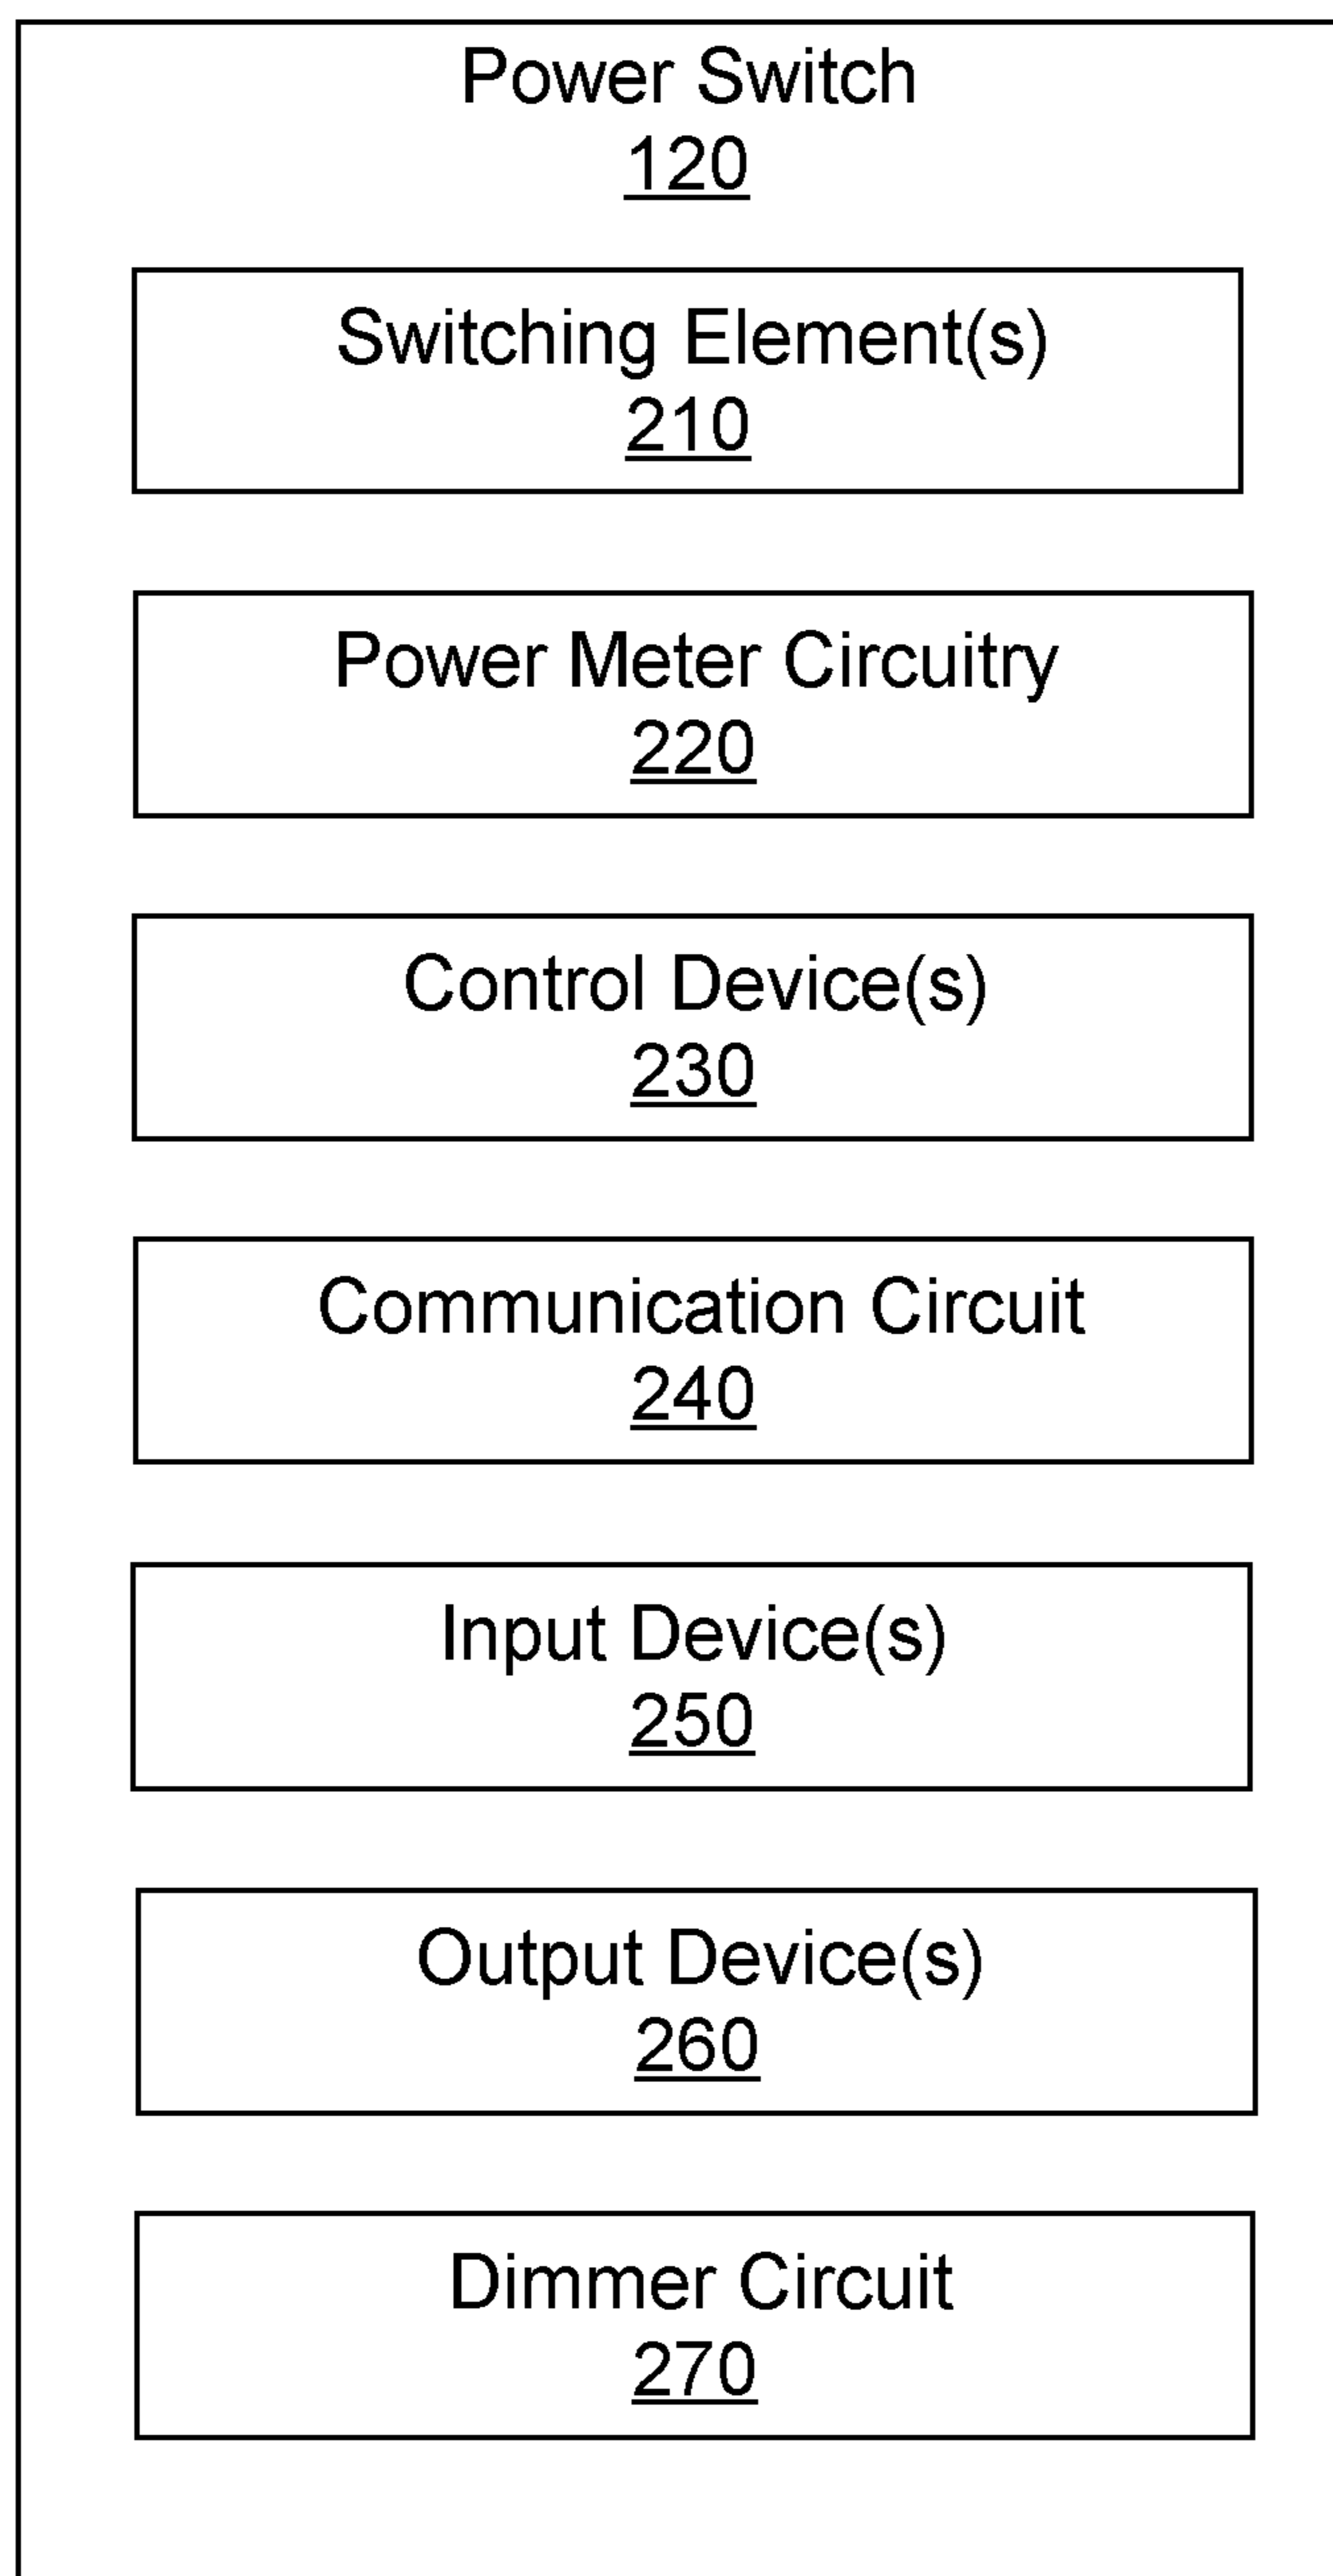 Power Switch
120
Switching Element(s)
210
Power Meter Circuitry
220
Control Device(s)
230
Communication Circuit
240
Input Device(s)
250
Output Device(s)
260
Dimmer Circuit
270